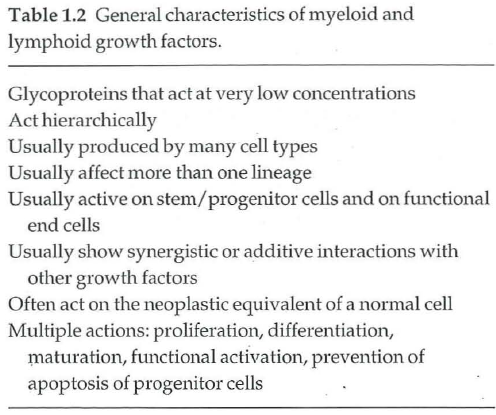 Table 1.2 General characteristics of myeloid and
lymphoid growth factors.
Glycoproteins that act at very low concentrations
Act hierarchically
Usually produced by many cell types
Usually affect more than one lineage
Usually active on stem/progenitor cells and on functional
end cells
Usually show synergistic or additive interactions with
other growth factors
Often act on the neoplastic equivalent of a normal cell
Multiple actions: proliferation, differentiation,
maturation, functional activation, prevention of
apoptosis of progenitor cells